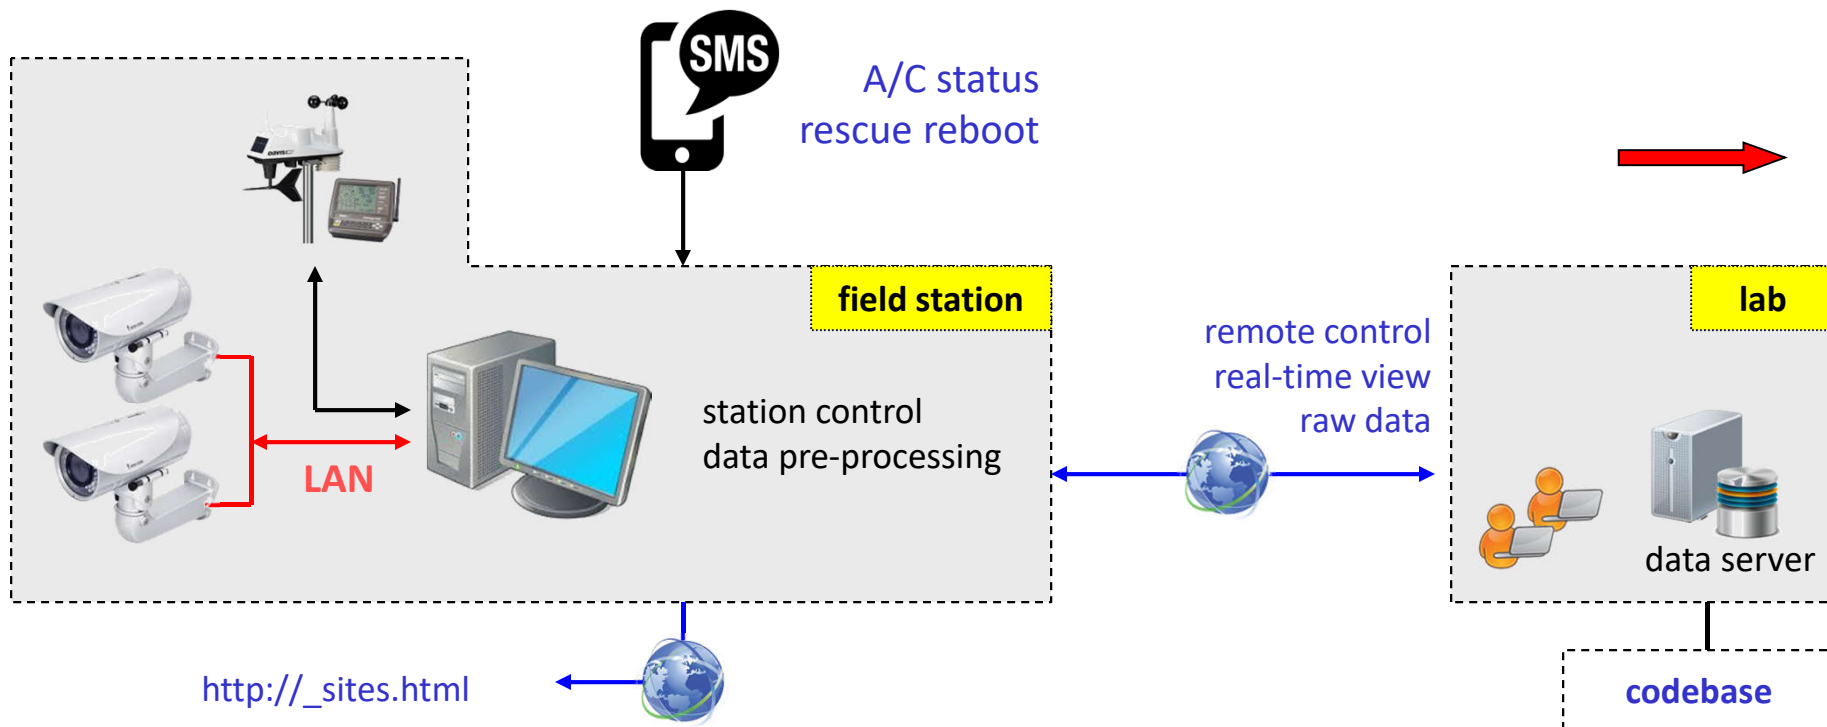 SMS
A/C status
rescue reboot
DAVIS
field station
lab
remote control
real-time view
raw data
station control
data pre-processing
LAN
data server
http://_sites.html
codebase